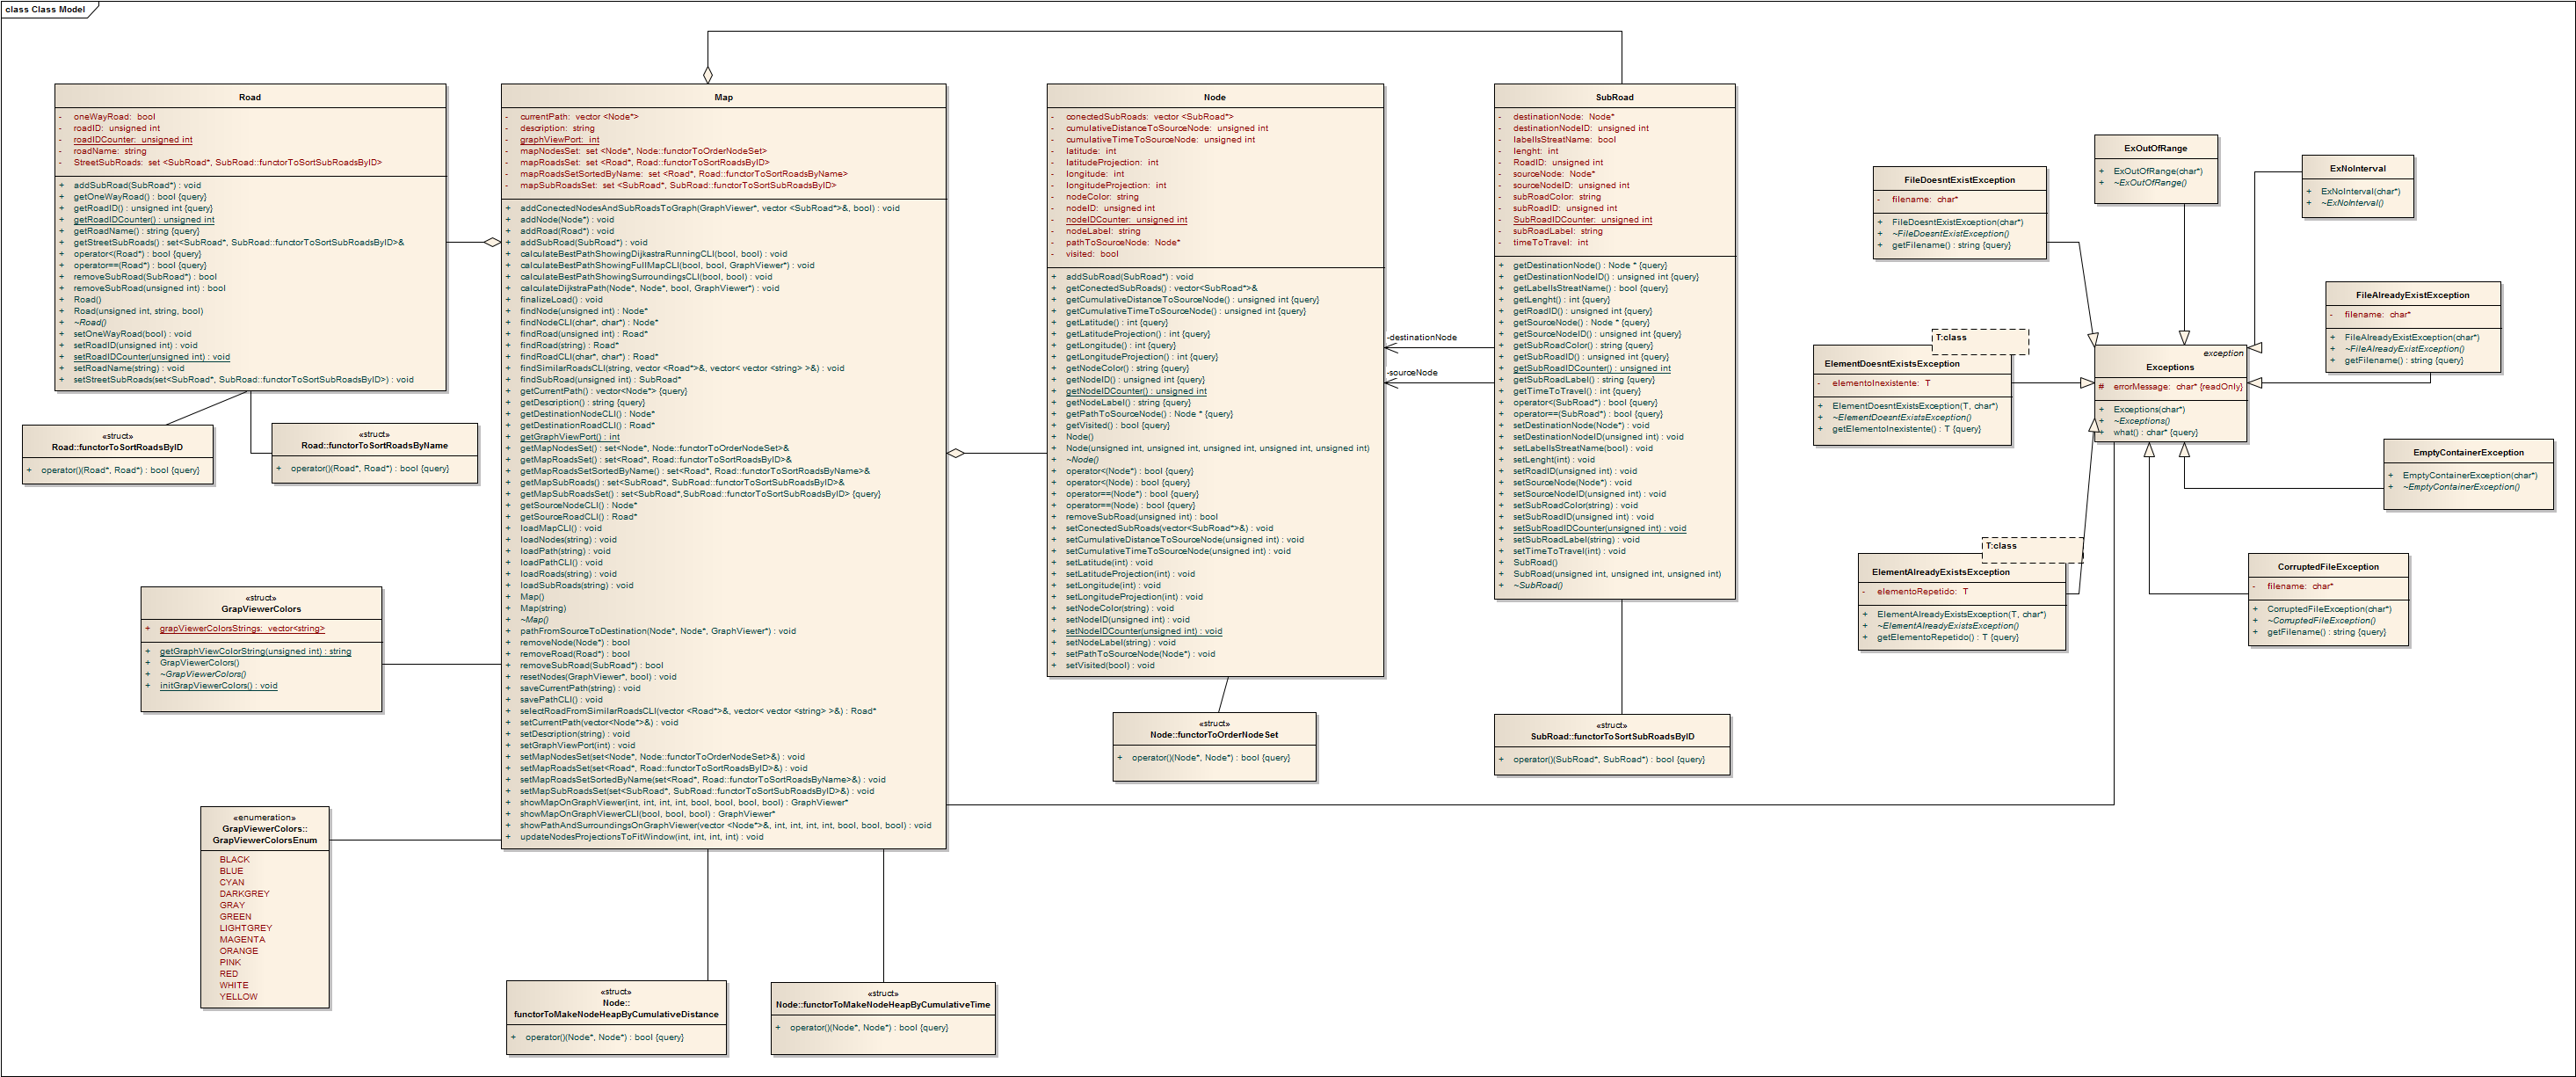 class Class Model
Road
- oneWayRoad: bool
- roadID: unsigned int
- roadIDCounter: unsigned int
- roadName: string
- StreetSubRoads: set <SubRoad*, SubRoad::functorToSortSubRoadsByID>
+ addSubRoad(SubRoad*) : void
+ getOneWayRoad() : bool {query}
+ getRoadID() : unsigned int {query}
+ getRoadIDCounter() : unsigned int
+ getRoadName() : string {query}
+ getStreetSubRoads() : set<SubRoad*, SubRoad::functorToSortSubRoadsByID>&
+ operator<(Road*) : bool {query}
+ operator==(Road*) : bool {query}
+ removeSubRoad(SubRoad*) : bool
+ removeSubRoad(unsigned int) : bool
+ Road()
+ Road(unsigned int, string, bool)
+ ~Road()
+ setOneWayRoad(bool) : void
+ setRoadID(unsigned int) : void
+ setRoadIDCounter(unsigned int) : void
+ setRoadName(string) : void
+ setStreetSubRoads(set<SubRoad*, SubRoad::functorToSortSubRoadsByID>) : void
«struct»
Road::functorToSortRoadsByID
+ operator()(Road*, Road*) : bool {query}
«struct»
Road::functorToSortRoadsByName
+ operator()(Road*, Road*) : bool {query}
«struct»
GrapViewerColors
+ grapViewerColorsStrings: vector<string>
+ getGraphViewColorString(unsigned int) : string
+ GrapViewerColors()
+ ~GrapViewerColors()
+ initGrapViewerColors() : void
«enumeration»
GrapViewerColors::
GrapViewerColorsEnum
BLACK
BLUE
CYAN
DARKGREY
GRAY
GREEN
LIGHTGREY
MAGENTA
ORANGE
PINK
RED
WHITE
YELLOW
Map
- currentPath: vector <Node*>
- description: string
- graphViewPort: int
- mapNodesSet: set <Node*, Node::functorToOrderNodeSet>
- mapRoadsSet: set <Road*, Road::functorToSortRoadsByID>
- mapRoadsSetSortedByName: set <Road*, Road::functorToSortRoadsByName>
- mapSubRoadsSet: set <SubRoad*, SubRoad::functorToSortSubRoadsByID>
+ addConectedNodesAndSubRoadsToGraph(GraphViewer*, vector <SubRoad*>&, bool) : void
+ addNode(Node*) : void
+ addRoad(Road*) : void
+ addSubRoad(SubRoad*) : void
+ calculateBestPathShowingDijkastraRunningCLI(bool, bool) : void
+ calculateBestPathShowingFullMapCLI(bool, bool, GraphViewer*) : void
+ calculateBestPathShowingSurroundingsCLI(bool, bool) : void
+ calculateDijkstraPath(Node*, Node*, bool, GraphViewer*) : void
+ finalizeLoad() : void
+ findNode(unsigned int) : Node*
+ findNodeCLI(char*, char*) : Node*
+ findRoad(unsigned int) : Road*
+ findRoad(string) : Road*
+ findRoadCLI(char*, char*) : Road*
+ findSimilarRoadsCLI(string, vector <Road*>&, vector< vector <string> >&) : void
+ findSubRoad(unsigned int) : SubRoad*
+ getCurrentPath() : vector<Node*> {query}
+ getDescription() : string {query}
+ getDestinationNodeCLI() : Node*
+ getDestinationRoadCLI() : Road*
+ getGraphViewPort() : int
+ getMapNodesSet() : set<Node*, Node::functorToOrderNodeSet>&
+ getMapRoadsSet() : set<Road*, Road::functorToSortRoadsByID>&
+ getMapRoadsSetSortedByName() : set<Road*, Road::functorToSortRoadsByName>&
+ getMapSubRoads() : set<SubRoad*, SubRoad::functorToSortSubRoadsByID>&
+ getMapSubRoadsSet() : set<SubRoad*,SubRoad::functorToSortSubRoadsByID> {query}
+ getSourceNodeCLI() : Node*
+ getSourceRoadCLI() : Road*
+ loadMapCLI() : void
+ loadNodes(string) : void
+ loadPath(string) : void
+ loadPathCLI() : void
+ loadRoads(string) : void
+ loadSubRoads(string) : void
+ Map()
+ Map(string)
+ ~Map()
+ pathFromSourceToDestination(Node*, Node*, GraphViewer*) : void
+ removeNode(Node*) : bool
+ removeRoad(Road*) : bool
+ removeSubRoad(SubRoad*) : bool
+ resetNodes(GraphViewer*, bool) : void
+ saveCurrentPath(string) : void
+ savePathCLI() : void
+ selectRoadFromSimilarRoadsCLI(vector <Road*>&, vector< vector <string> >&) : Road*
+ setCurrentPath(vector<Node*>&) : void
+ setDescription(string) : void
+ setGraphViewPort(int) : void
+ setMapNodesSet(set<Node*, Node::functorToOrderNodeSet>&) : void
+ setMapRoadsSet(set<Road*, Road::functorToSortRoadsByID>&) : void
+ setMapRoadsSetSortedByName(set<Road*, Road::functorToSortRoadsByName>&) : void
+ setMapSubRoadsSet(set<SubRoad*, SubRoad::functorToSortSubRoadsByID>&) : void
+ showMapOnGraphViewer(int, int, int, int, bool, bool, bool, bool) : GraphViewer*
+ showMapOnGraphViewerCLI(bool, bool, bool) : GraphViewer*
+ showPathAndSurroundingsOnGraphViewer(vector <Node*>&, int, int, int, int, bool, bool, bool) : void
+ updateNodesProjectionsToFitWindow(int, int, int, int) : void
«struct»
Node::
functorToMakeNodeHeapByCumulativeDistance
+ operator()(Node*, Node*) : bool {query}
«struct»
Node::functorToMakeNodeHeapByCumulativeTime
+ operator()(Node*, Node*) : bool {query}
Node
- conectedSubRoads: vector <SubRoad*>
- cumulativeDistanceToSourceNode: unsigned int
- cumulativeTimeToSourceNode: unsigned int
- latitude: int
- latitudeProjection: int
- longitude: int
- longitudeProjection: int
- nodeColor: string
- nodeID: unsigned int
- nodeIDCounter: unsigned int
- nodeLabel: string
- pathToSourceNode: Node*
- visited: bool
+ addSubRoad(SubRoad*) : void
+ getConectedSubRoads() : vector<SubRoad*>&
+ getCumulativeDistanceToSourceNode() : unsigned int {query}
+ getCumulativeTimeToSourceNode() : unsigned int {query}
+ getLatitude() : int {query}
+ getLatitudeProjection() : int {query}
+ getLongitude() : int {query}
+ getLongitudeProjection() : int {query}
+ getNodeColor() : string {query}
+ getNodeID() : unsigned int {query}
+ getNodeIDCounter() : unsigned int
+ getNodeLabel() : string {query}
+ getPathToSourceNode() : Node * {query}
+ getVisited() : bool {query}
+ Node()
+ Node(unsigned int, unsigned int, unsigned int, unsigned int, unsigned int)
+ ~Node()
+ operator<(Node*) : bool {query}
+ operator<(Node) : bool {query}
+ operator==(Node*) : bool {query}
+ operator==(Node) : bool {query}
+ removeSubRoad(unsigned int) : bool
+ setConectedSubRoads(vector<SubRoad*>&) : void
+ setCumulativeDistanceToSourceNode(unsigned int) : void
+ setCumulativeTimeToSourceNode(unsigned int) : void
+ setLatitude(int) : void
+ setLatitudeProjection(int) : void
+ setLongitude(int) : void
+ setLongitudeProjection(int) : void
+ setNodeColor(string) : void
+ setNodeID(unsigned int) : void
+ setNodeIDCounter(unsigned int) : void
+ setNodeLabel(string) : void
+ setPathToSourceNode(Node*) : void
+ setVisited(bool) : void
«struct»
Node::functorToOrderNodeSet
+ operator()(Node*, Node*) : bool {query}
-destinationNode
-sourceNode
SubRoad
- destinationNode: Node*
- destinationNodeID: unsigned int
- labelIsStreatName: bool
- lenght: int
- RoadID: unsigned int
- sourceNode: Node*
- sourceNodeID: unsigned int
- subRoadColor: string
- subRoadID: unsigned int
- SubRoadIDCounter: unsigned int
- subRoadLabel: string
- timeToTravel: int
+ getDestinationNode() : Node * {query}
+ getDestinationNodeID() : unsigned int {query}
+ getLabelIsStreatName() : bool {query}
+ getLenght() : int {query}
+ getRoadID() : unsigned int {query}
+ getSourceNode() : Node * {query}
+ getSourceNodeID() : unsigned int {query}
+ getSubRoadColor() : string {query}
+ getSubRoadID() : unsigned int {query}
+ getSubRoadIDCounter() : unsigned int
+ getSubRoadLabel() : string {query}
+ getTimeToTravel() : int {query}
+ operator<(SubRoad*) : bool {query}
+ operator==(SubRoad*) : bool {query}
+ setDestinationNode(Node*) : void
+ setDestinationNodeID(unsigned int) : void
+ setLabelIsStreatName(bool) : void
+ setLenght(int) : void
+ setRoadID(unsigned int) : void
+ setSourceNode(Node*) : void
+ setSourceNodeID(unsigned int) : void
+ setSubRoadColor(string) : void
+ setSubRoadID(unsigned int) : void
+ setSubRoadIDCounter(unsigned int) : void
+ setSubRoadLabel(string) : void
+ setTimeToTravel(int) : void
+ SubRoad()
+ SubRoad(unsigned int, unsigned int, unsigned int)
+ ~SubRoad()
«struct»
SubRoad::functorToSortSubRoadsByID
+ operator()(SubRoad*, SubRoad*) : bool {query}
FileDoesntExistException
- filename: char*
+ FileDoesntExistException(char*)
+ ~FileDoesntExistException()
+ getFilename() : string {query}
ExOutOfRange
+ ExOutOfRange(char*)
+ ~ExOutOfRange()
ExNoInterval
+ ExNoInterval(char*)
+ ~ExNoInterval()
FileAlreadyExistException
- filename: char*
+ FileAlreadyExistException(char*)
+ ~FileAlreadyExistException()
+ getFilename() : string {query}
T:class
ElementDoesntExistsException
- elementoInexistente: T
+ ElementDoesntExistsException(T, char*)
+ ~ElementDoesntExistsException()
+ getElementoInexistente() : T {query}
exception
Exceptions
# errorMessage: char* {readOnly}
+ Exceptions(char*)
+ ~Exceptions()
+ what() : char* {query}
EmptyContainerException
+ EmptyContainerException(char*)
+ ~EmptyContainerException()
T:class
ElementAlreadyExistsException
- elementoRepetido: T
+ ElementAlreadyExistsException(T, char*)
+ ~ElementAlreadyExistsException()
+ getElementoRepetido() : T {query}
CorruptedFileException
- filename: char*
+ CorruptedFileException(char*)
+ ~CorruptedFileException()
+ getFilename() : string {query}